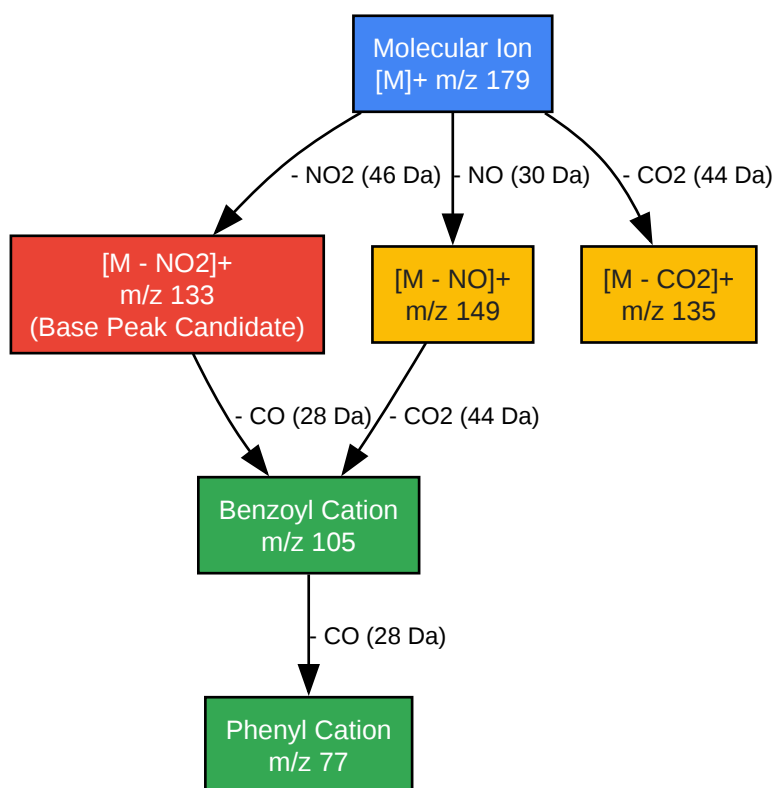 Molecular Ion
[M]+ m/z 179
- NO2 (46 Da)
- NO (30 Da)
- CO2 (44 Da)
[M - NO2]+
m/z 133
(Base Peak Candidate)
[M - NO]+
m/z 149
[M - CO2]+
m/z 135
- CO (28 Da)
- CO2 (44 Da)
Benzoyl Cation
m/z 105
- CO (28 Da)
Phenyl Cation
m/z 77